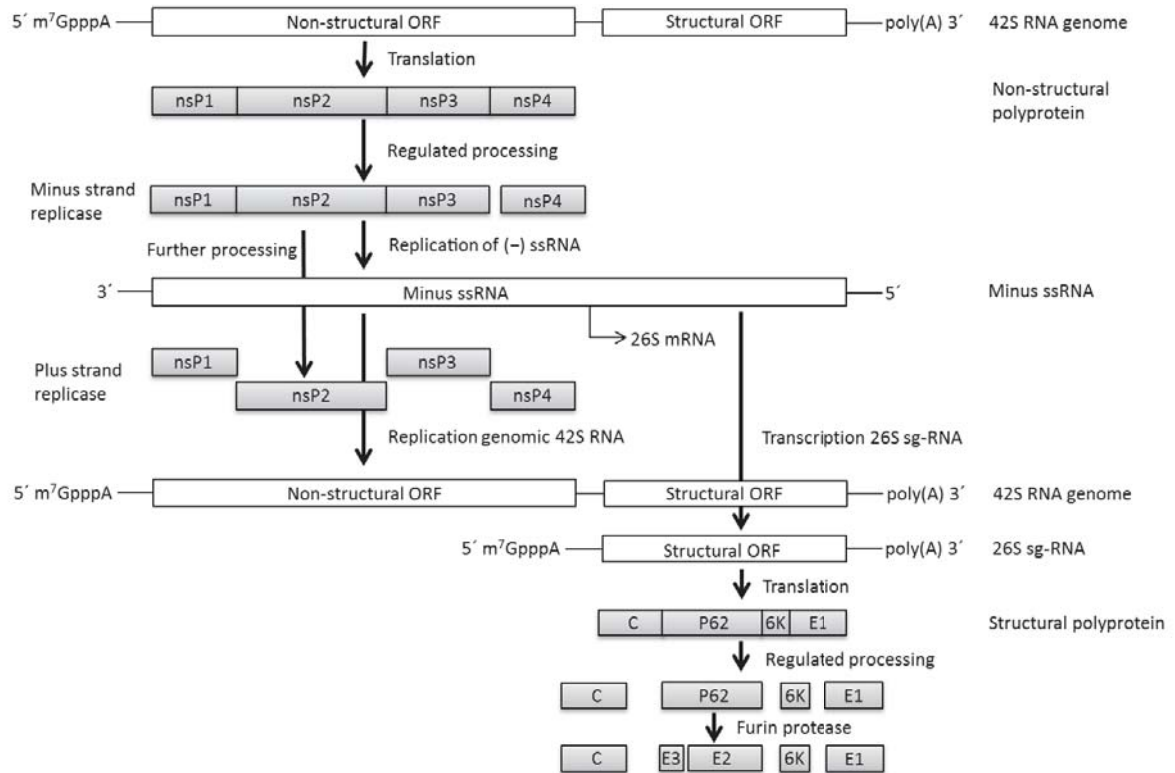 5´ m⁷GpppA Non-structural ORF Structural ORF poly(A) 3´ 42S RNA genome
Translation
nsP1 nsP2 nsP3 nsP4 Non-structural
polyprotein
Regulated processing
Minus strand
replicase
nsP1 nsP2 nsP3 nsP4
Further processing
Replication of (−) ssRNA
3´ Minus ssRNA 5´ Minus ssRNA
26S mRNA
nsP1 nsP3
Plus strand
replicase
nsP2 nsP4
Replication genomic 42S RNA Transcription 26S sg-RNA
5´ m⁷GpppA Non-structural ORF Structural ORF poly(A) 3´ 42S RNA genome
5´ m⁷GpppA Structural ORF poly(A) 3´ 26S sg-RNA
Translation
C P62 6K E1 Structural polyprotein
Regulated processing
C P62 6K E1
Furin protease
C E3 E2 6K E1